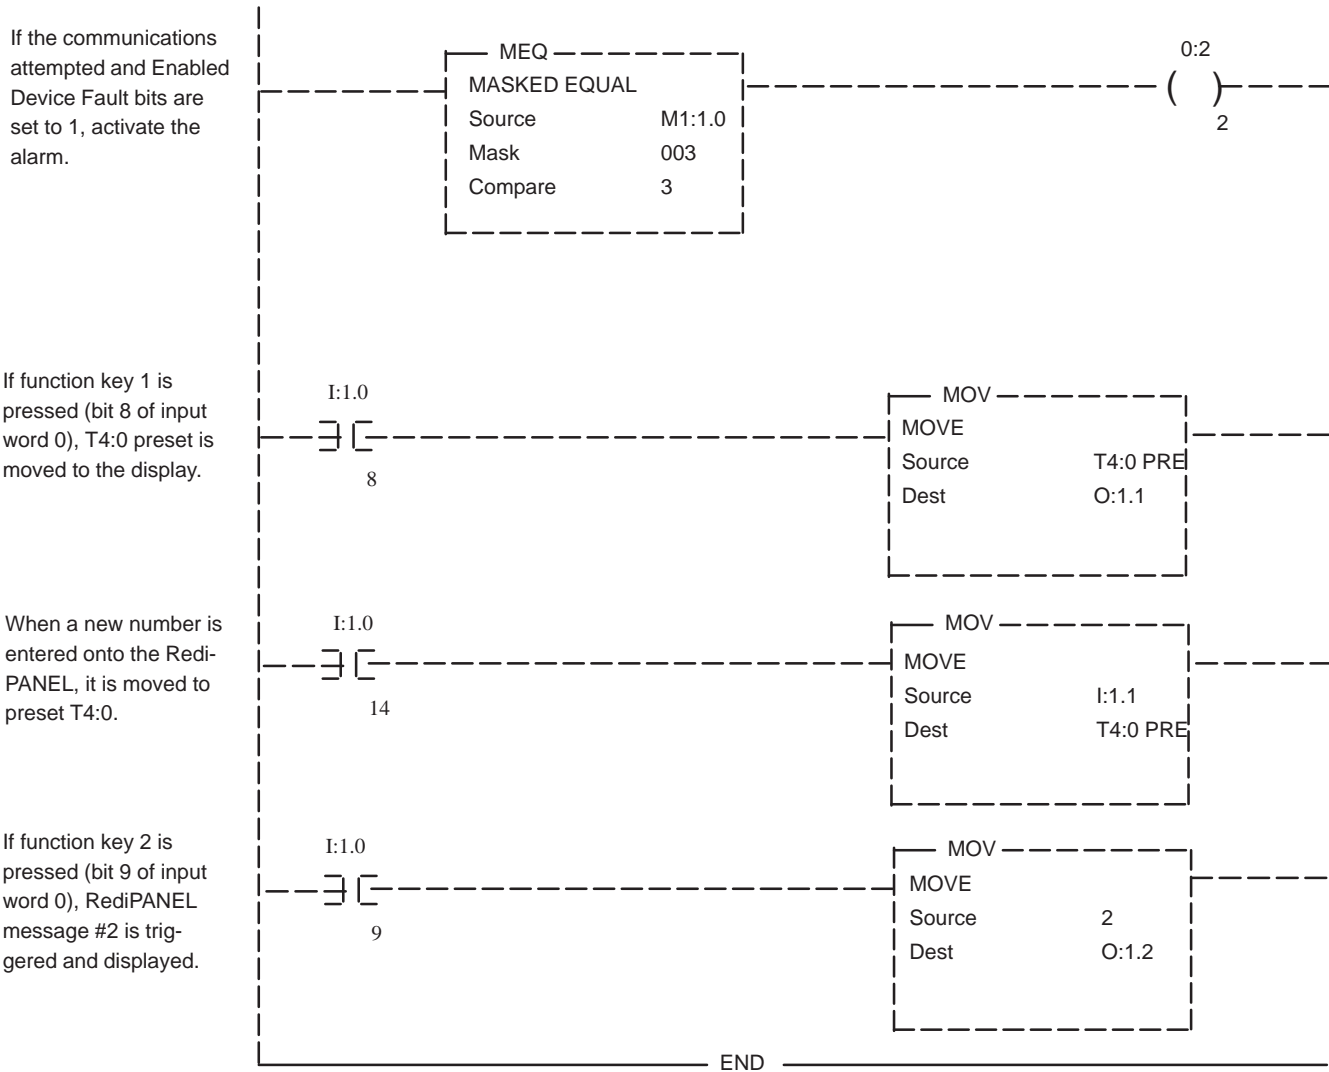 If the communications
attempted and Enabled
Device Fault bits are
set to 1, activate the
alarm.
MEQ
MASKED EQUAL
Source M1:1.0
Mask 003
Compare 3
0:2
( )
2
If function key 1 is
pressed (bit 8 of input
word 0), T4:0 preset is
moved to the display.
I:1.0
8
MOV
MOVE
Source T4:0 PRE
Dest O:1.1
When a new number is
entered onto the Redi-
PANEL, it is moved to
preset T4:0.
I:1.0
14
MOV
MOVE
Source I:1.1
Dest T4:0 PRE
If function key 2 is
pressed (bit 9 of input
word 0), RediPANEL
message #2 is trig-
gered and displayed.
I:1.0
9
MOV
MOVE
Source 2
Dest O:1.2
END